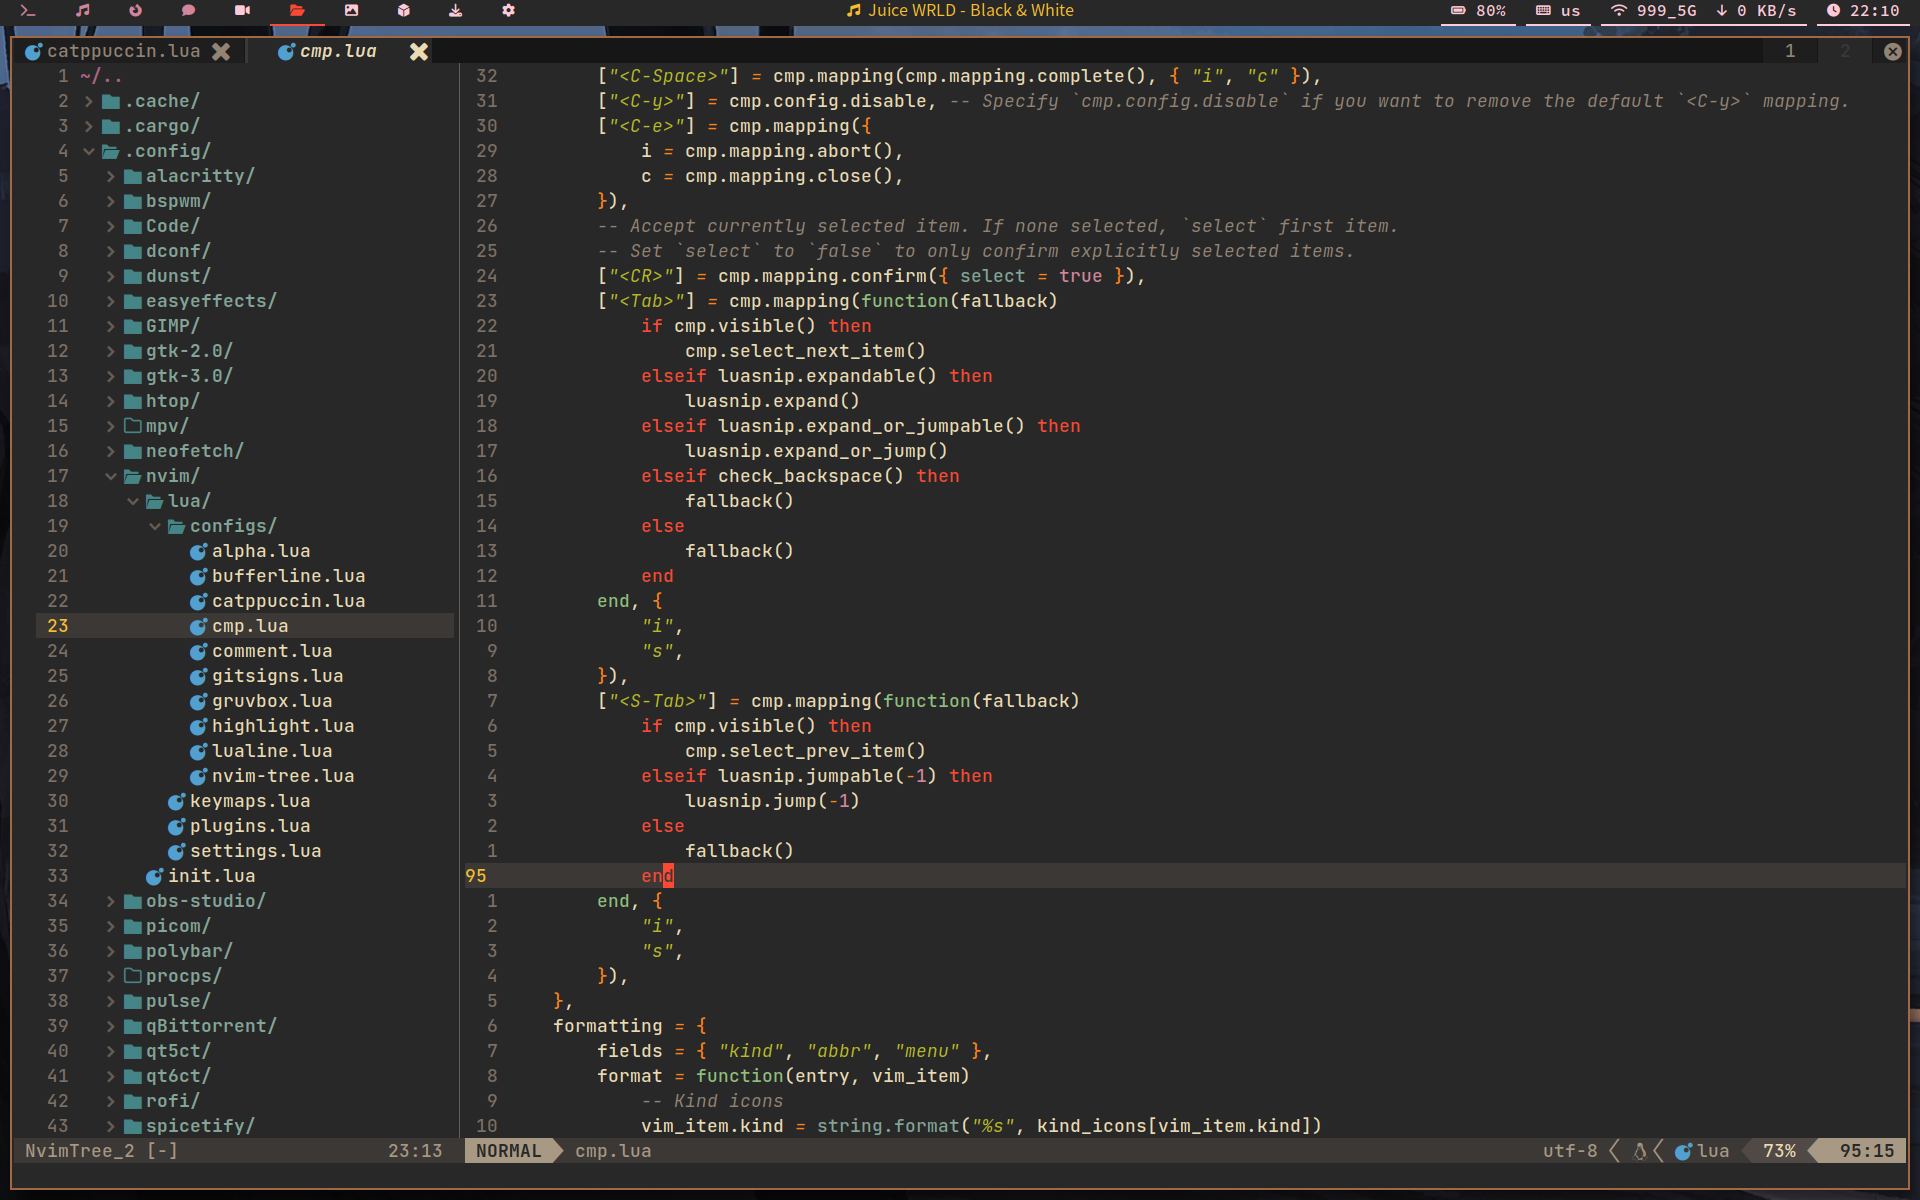 Juice WRLD - Black & White
80% us 999_5G ↓ 0 KB/s 22:10
catppuccin.lua cmp.lua 1 2
1 ~/..
2 .cache/
3 .cargo/
4 .config/
5 alacritty/
6 bspwm/
7 Code/
8 dconf/
9 dunst/
10 easyeffects/
11 GIMP/
12 gtk-2.0/
13 gtk-3.0/
14 htop/
15 mpv/
16 neofetch/
17 nvim/
18 lua/
19 configs/
20 alpha.lua
21 bufferline.lua
22 catppuccin.lua
23 cmp.lua
24 comment.lua
25 gitsigns.lua
26 gruvbox.lua
27 highlight.lua
28 lualine.lua
29 nvim-tree.lua
30 keymaps.lua
31 plugins.lua
32 settings.lua
33 init.lua
34 obs-studio/
35 picom/
36 polybar/
37 procps/
38 pulse/
39 qBittorrent/
40 qt5ct/
41 qt6ct/
42 rofi/
43 spicetify/
32 ["<C-Space>"] = cmp.mapping(cmp.mapping.complete(), { "i", "c" }),
31 ["<C-y>"] = cmp.config.disable, -- Specify `cmp.config.disable` if you want to remove the default `<C-y>` mapping.
30 ["<C-e>"] = cmp.mapping({
29 i = cmp.mapping.abort(),
28 c = cmp.mapping.close(),
27 }),
26 -- Accept currently selected item. If none selected, `select` first item.
25 -- Set `select` to `false` to only confirm explicitly selected items.
24 ["<CR>"] = cmp.mapping.confirm({ select = true }),
23 ["<Tab>"] = cmp.mapping(function(fallback)
22 if cmp.visible() then
21 cmp.select_next_item()
20 elseif luasnip.expandable() then
19 luasnip.expand()
18 elseif luasnip.expand_or_jumpable() then
17 luasnip.expand_or_jump()
16 elseif check_backspace() then
15 fallback()
14 else
13 fallback()
12 end
11 end, {
10 "i",
9 "s",
8 }),
7 ["<S-Tab>"] = cmp.mapping(function(fallback)
6 if cmp.visible() then
5 cmp.select_prev_item()
4 elseif luasnip.jumpable(-1) then
3 luasnip.jump(-1)
2 else
1 fallback()
95 end
1 end, {
2 "i",
3 "s",
4 }),
5 },
6 formatting = {
7 fields = { "kind", "abbr", "menu" },
8 format = function(entry, vim_item)
9 -- Kind icons
10 vim_item.kind = string.format("%s", kind_icons[vim_item.kind])
NvimTree_2 [-] 23:13 NORMAL cmp.lua utf-8 lua 73% 95:15